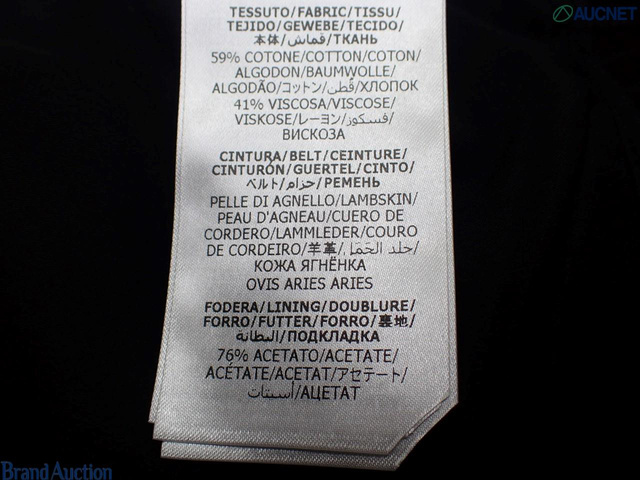 AUCNET
TESSUTO/FABRIC/TISSU/
TEJIDO/GEWEBE/TECIDO/
本体/قماش/ТКАНЬ
59% COTONE/COTTON/COTON/
ALGODON/BAUMWOLLE/
ALGODÃO/コットン/قطن/ХЛОПОК
41% VISCOSA/VISCOSE/
VISKOSE/レーヨン/فسكوز/
ВИСКОЗА
CINTURA/BELT/CEINTURE/
CINTURÓN/GUERTEL/CINTO/
ベルト/حزام/РЕМЕНЬ
PELLE DI AGNELLO/LAMBSKIN/
PEAU D'AGNEAU/CUERO DE
CORDERO/LAMMLEDER/COURO
DE CORDEIRO/羊革/جلد الحَمَل/
КОЖА ЯГНЁНКА
OVIS ARIES ARIES
FODERA/LINING/DOUBLURE/
FORRO/FUTTER/FORRO/裏地/
البطانة/ПОДКЛАДКА
76% ACETATO/ACETATE/
ACÉTATE/ACETAT/アセテート/
أسيتات/АЦЕТАТ
Brand Auction